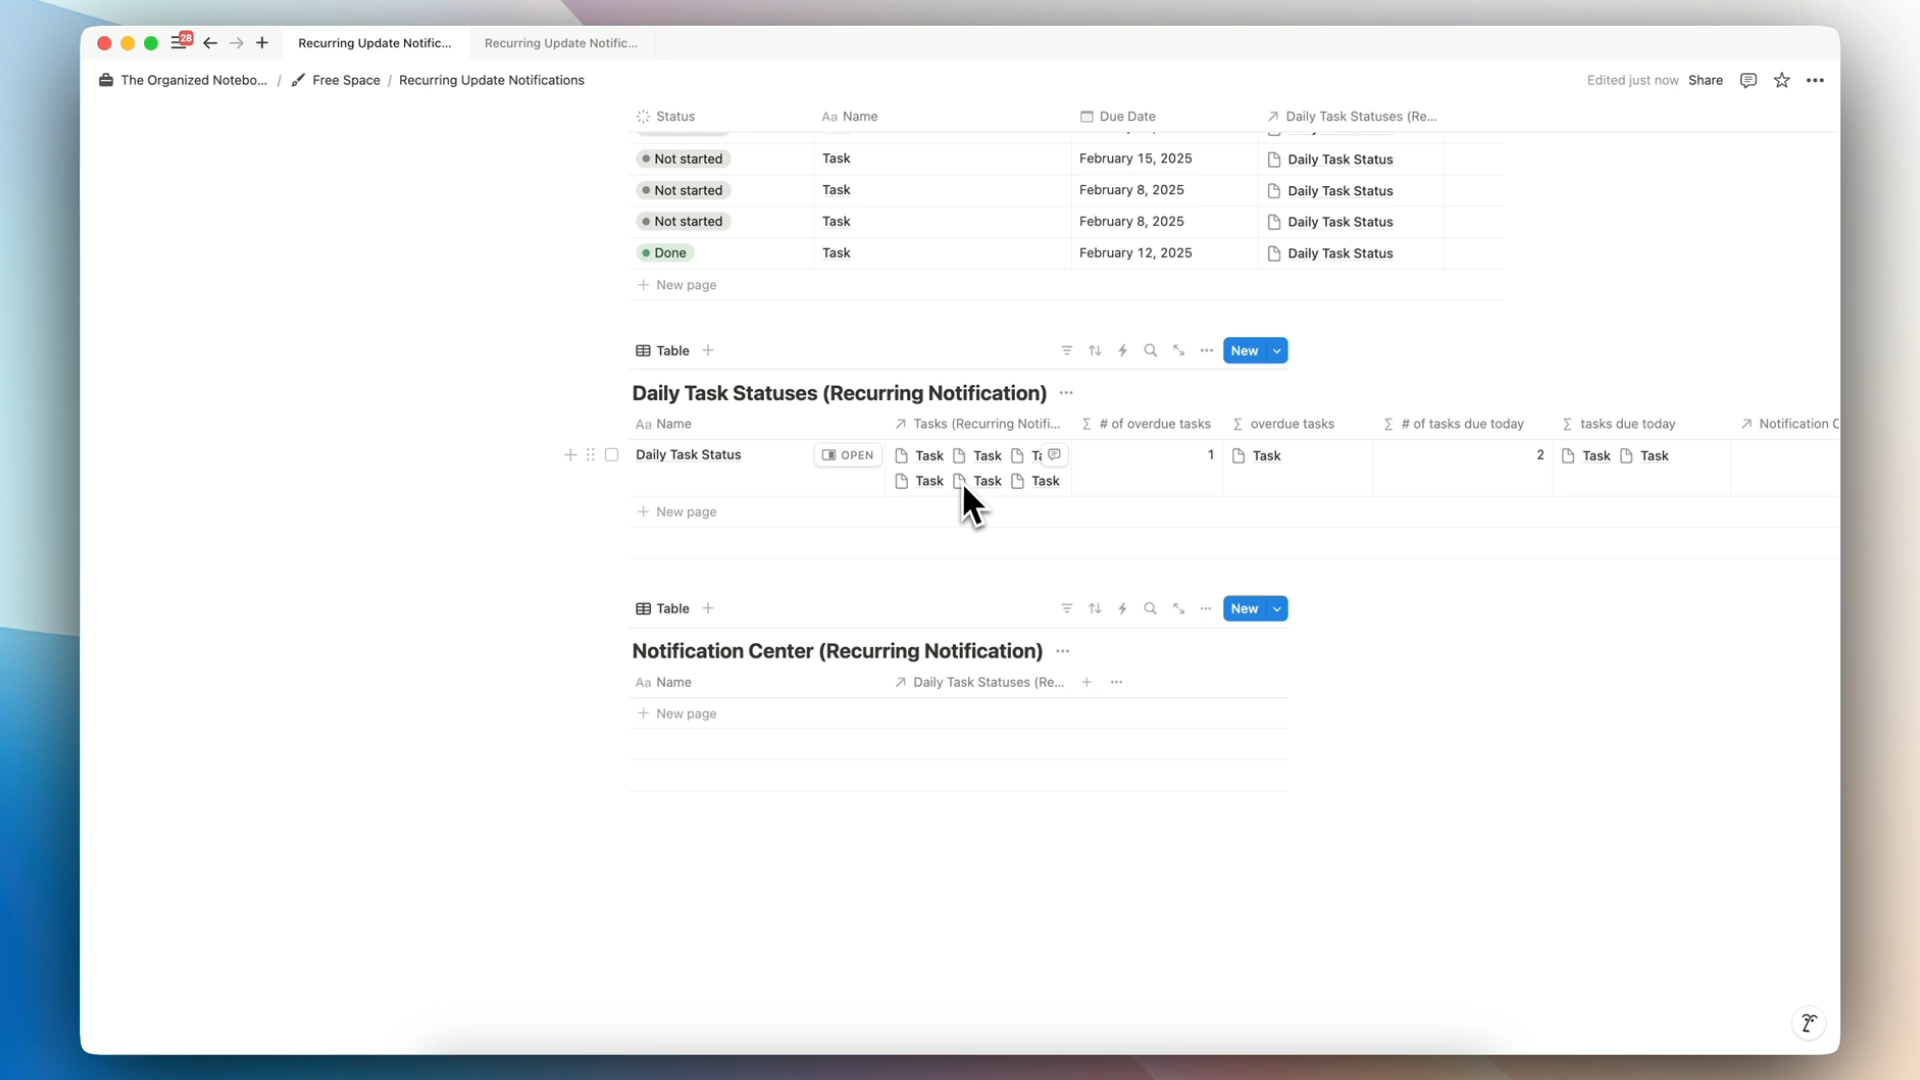 28
Recurring Update Notific...
Recurring Update Notific...
The Organized Notebo... / Free Space / Recurring Update Notifications
Edited just now Share
Status Aa Name Due Date Daily Task Statuses (Re...
Not started Task February 15, 2025 Daily Task Status
Not started Task February 8, 2025 Daily Task Status
Not started Task February 8, 2025 Daily Task Status
Done Task February 12, 2025 Daily Task Status
+ New page
Table + New
Daily Task Statuses (Recurring Notification) ...
Aa Name Tasks (Recurring Notifi... Σ # of overdue tasks Σ overdue tasks Σ # of tasks due today Σ tasks due today Notification C
Daily Task Status OPEN Task Task 1 Task 2 Task Task
Task Task Task
+ New page
Table + New
Notification Center (Recurring Notification) ...
Aa Name Daily Task Statuses (Re... + ...
+ New page